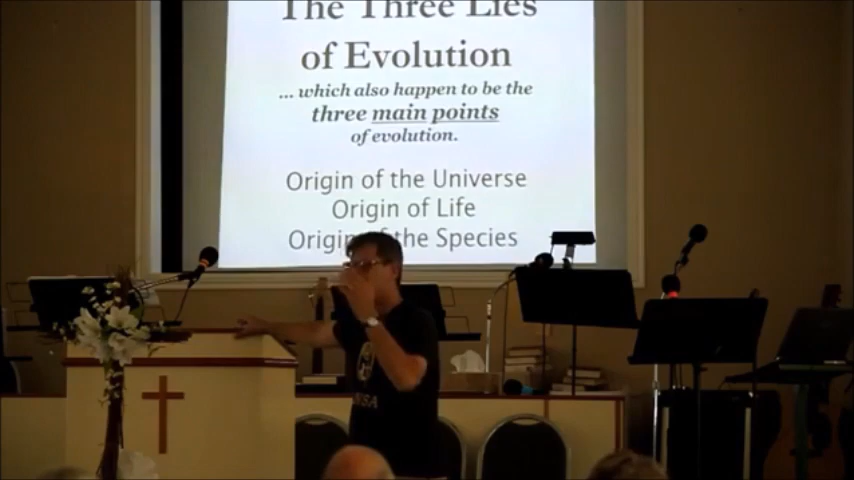 The Three Lies
of Evolution
... which also happen to be the
three main points
of evolution.
Origin of the Universe
Origin of Life
Origin of the Species